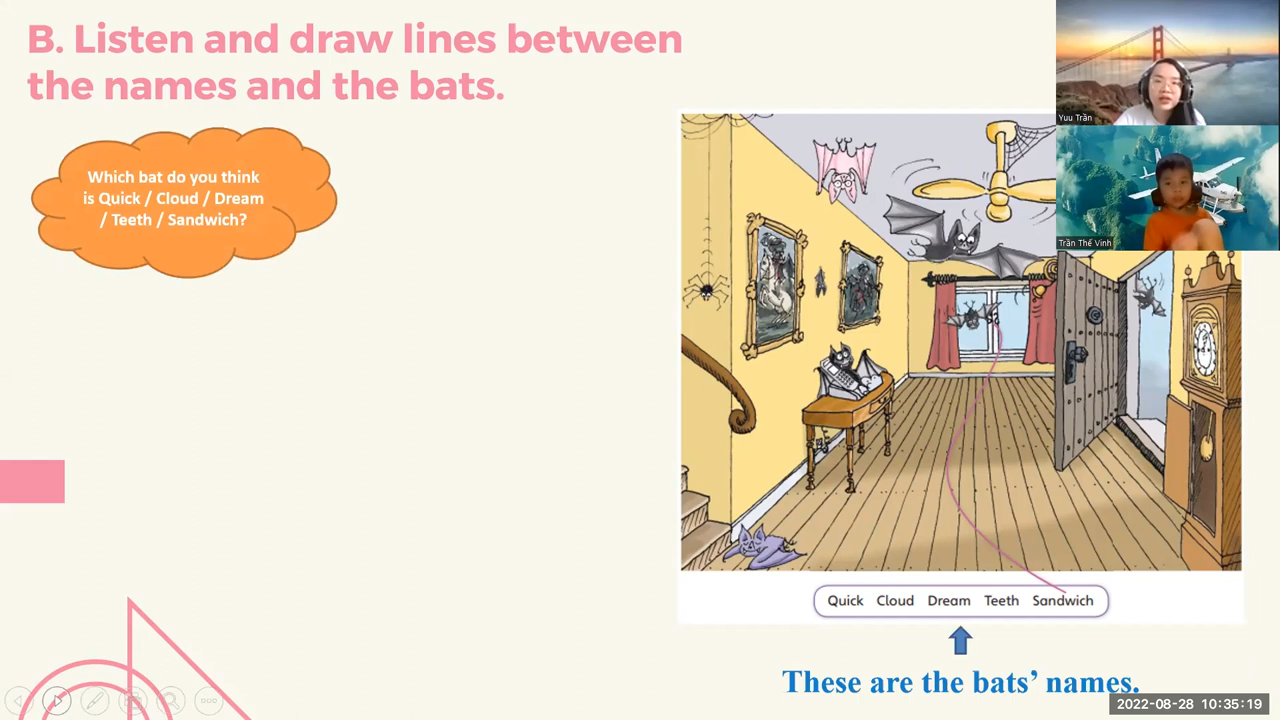 B. Listen and draw lines between
the names and the bats.
Which bat do you think
is Quick / Cloud / Dream
/ Teeth / Sandwich?
Yuu Trần
Trần Thế Vinh
Quick Cloud Dream Teeth Sandwich
These are the bats' names.
2022-08-28 10:35:19